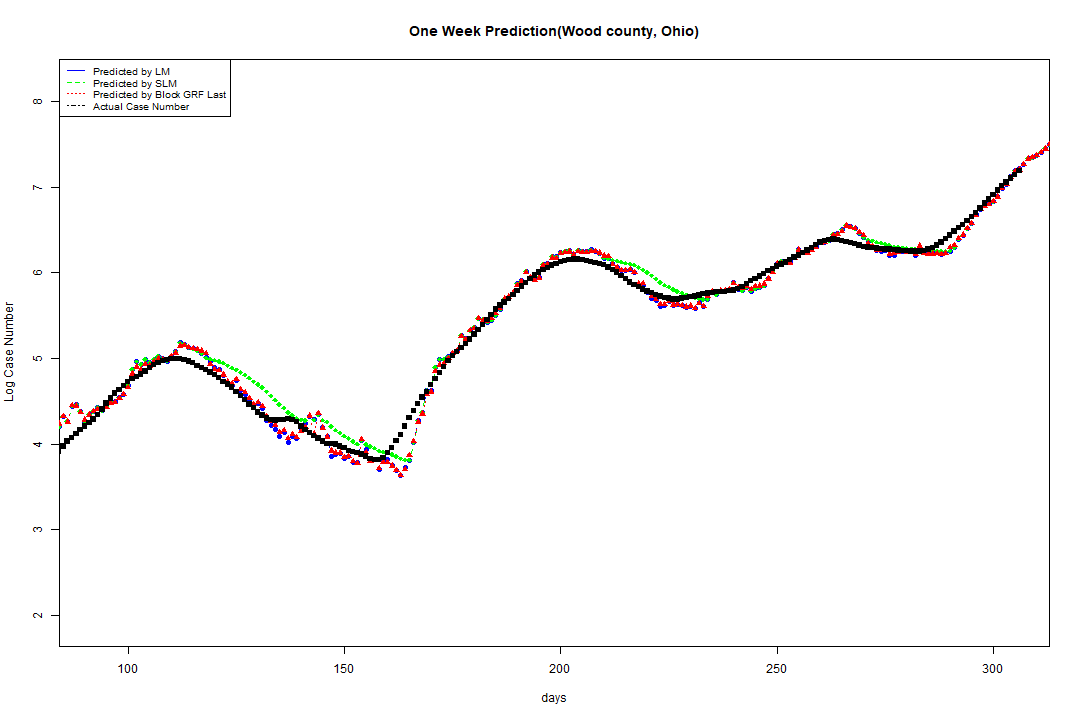 One Week Prediction(Wood county, Ohio)
Predicted by LM
Predicted by SLM
Predicted by Block GRF Last
Actual Case Number
8
7
6
5
4
3
2
Log Case Number
100 150 200 250 300
days